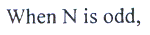 When N is odd,